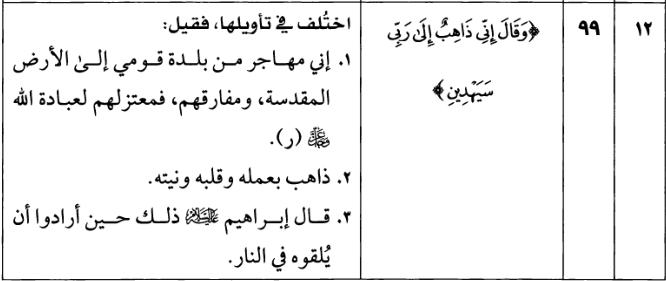 ١٢
٩٩
﴿وَقَالَ إِنِّي ذَاهِبٌ إِلَىٰ رَبِّي
سَيَهْدِينِ﴾
اختُلف في تأويلها، فقيل:
١. إني مهاجر من بلدة قومي إلى الأرض
المقدسة، ومفارقهم، فمعتزلهم لعبادة الله
ﷻ (ر).
٢. ذاهب بعمله وقلبه ونيته.
٣. قال إبراهيم عليه السلام ذلك حين أرادوا أن
يُلقوه في النار.